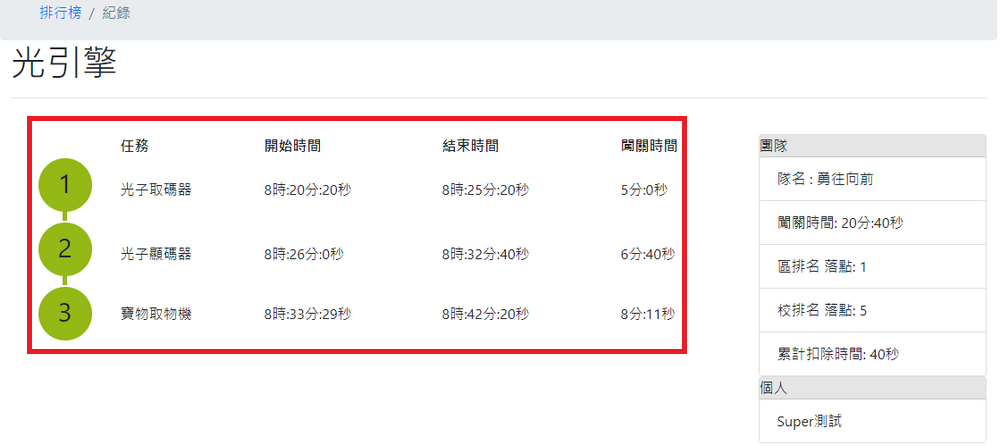 排行榜 / 紀錄
光引擎
任務 開始時間 結束時間 闖關時間
1 光子取碼器 8時:20分:20秒 8時:25分:20秒 5分:0秒
2 光子顯碼器 8時:26分:0秒 8時:32分:40秒 6分:40秒
3 寶物取物機 8時:33分:29秒 8時:42分:20秒 8分:11秒
團隊
隊名 : 勇往向前
闖關時間: 20分:40秒
區排名 落點: 1
校排名 落點: 5
累計扣除時間: 40秒
個人
Super測試